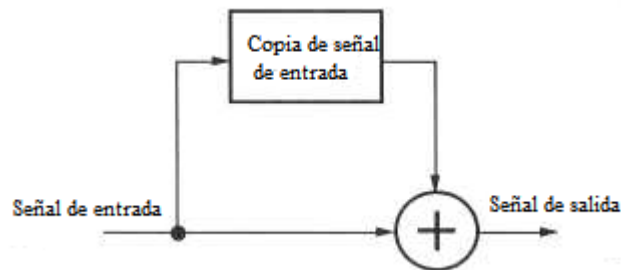 Copia de señal
de entrada
Señal de entrada
Señal de salida
+